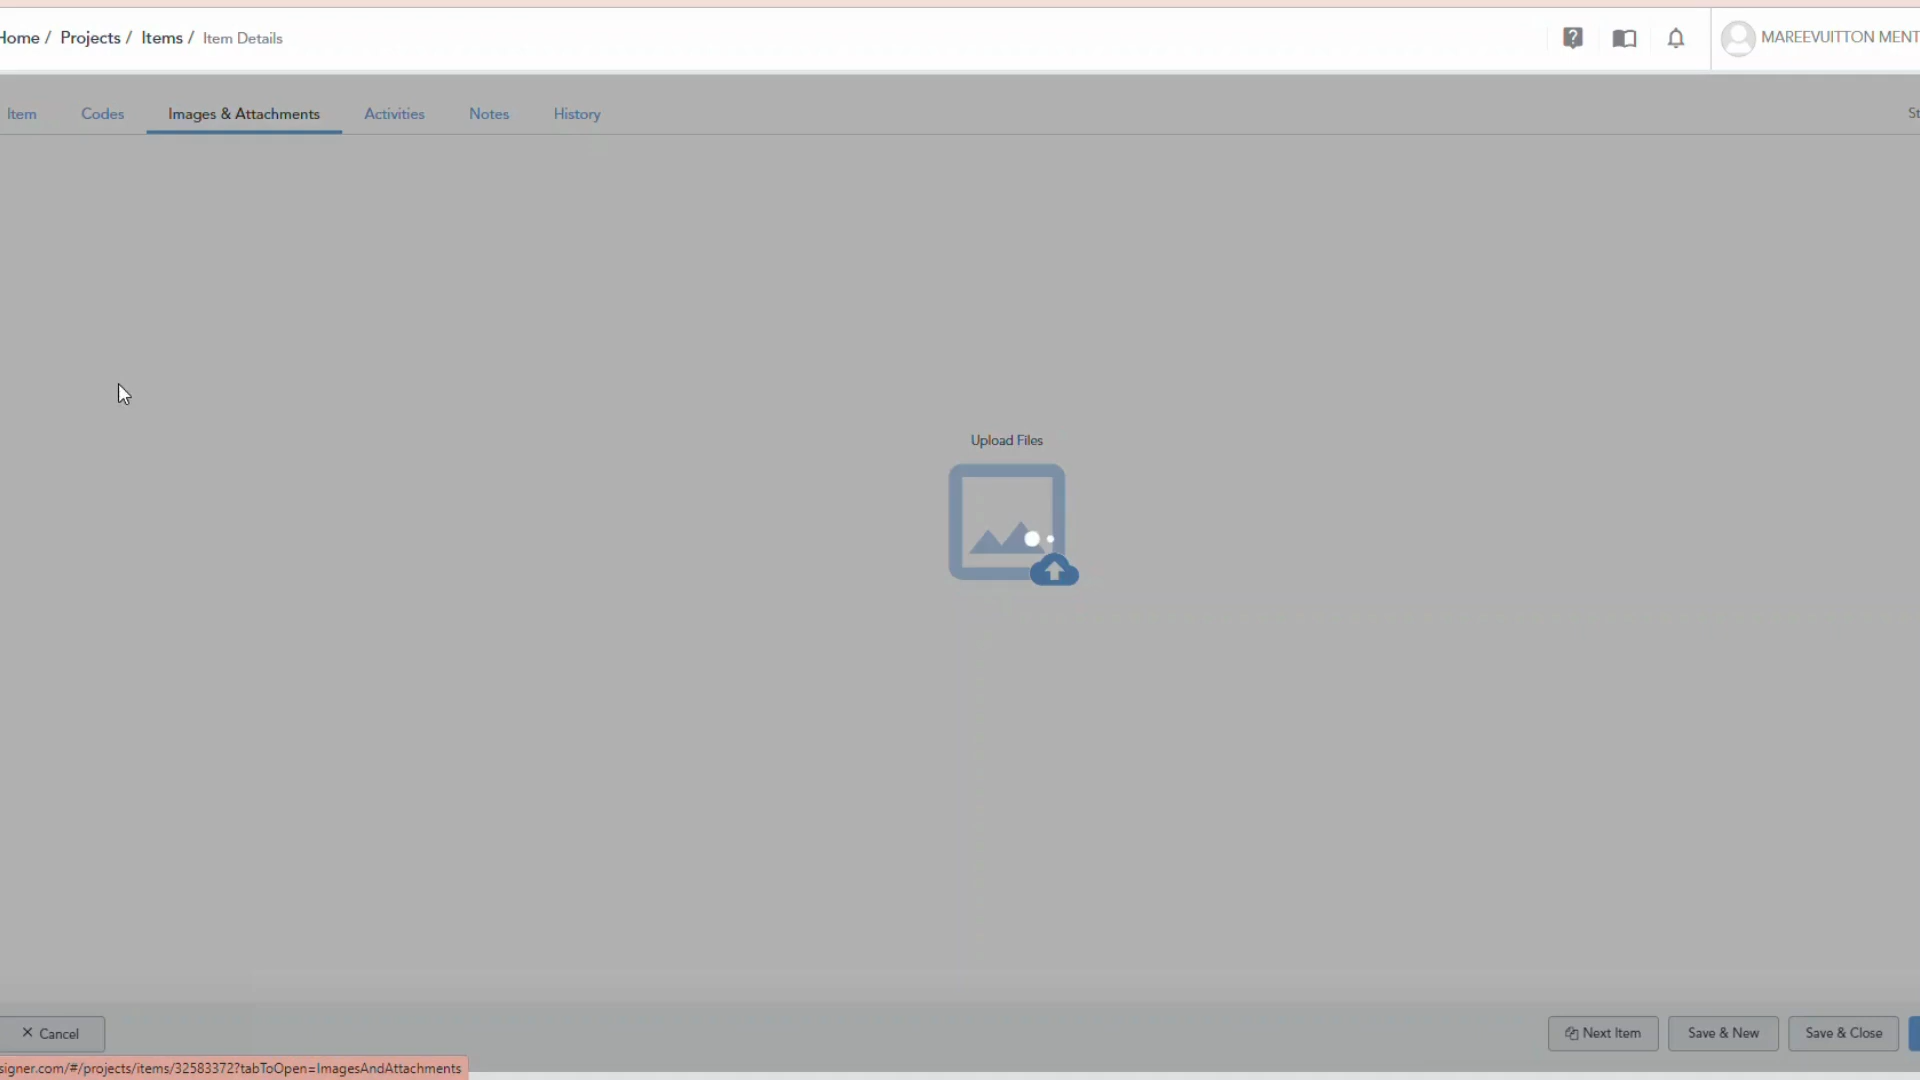 Home / Projects / Items / Item Details
MAREEVUITTON MENT
Item Codes Images & Attachments Activities Notes History
St
Upload Files
Cancel
Next Item Save & New Save & Close
signer.com/#/projects/items/32583372?tabToOpen=ImagesAndAttachments